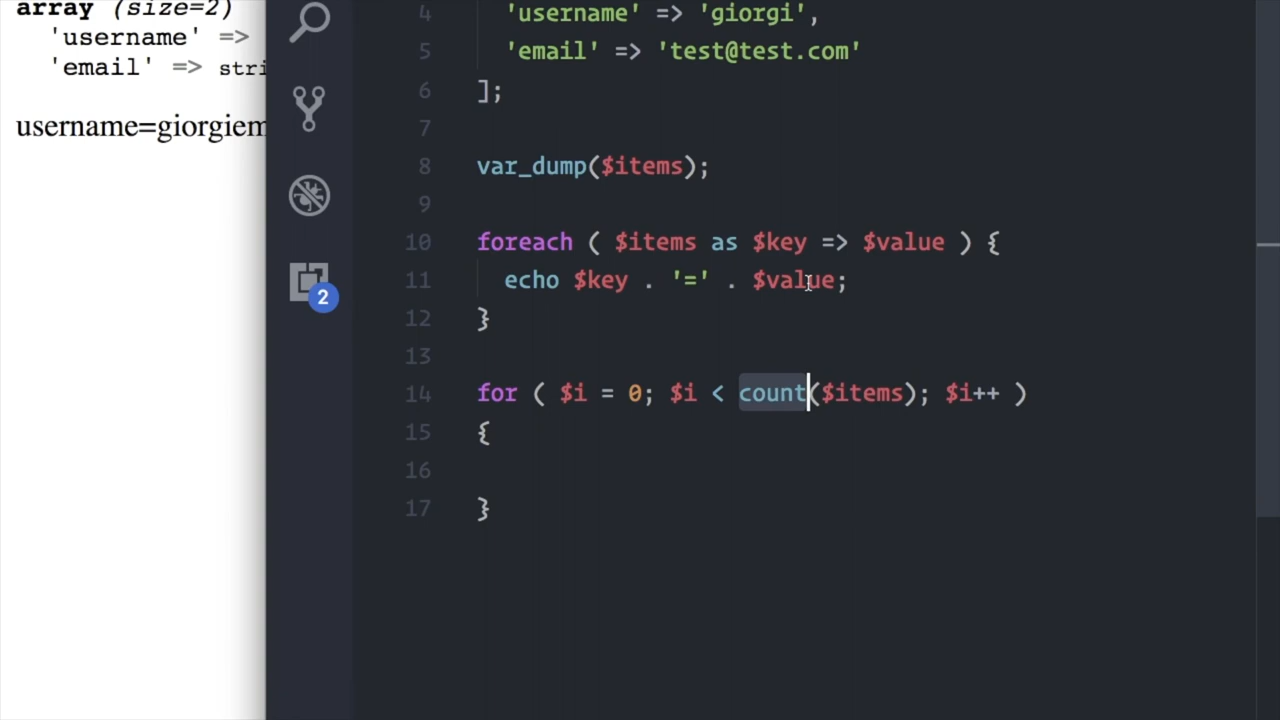 array (size=2)
'username' =>
'email' => stri
username=giorgiem
2
4 'username' => 'giorgi',
5 'email' => 'test@test.com'
6 ];
7
8 var_dump($items);
9
10 foreach ( $items as $key => $value ) {
11 echo $key . '=' . $value;
12 }
13
14 for ( $i = 0; $i < count($items); $i++ )
15 {
16
17 }